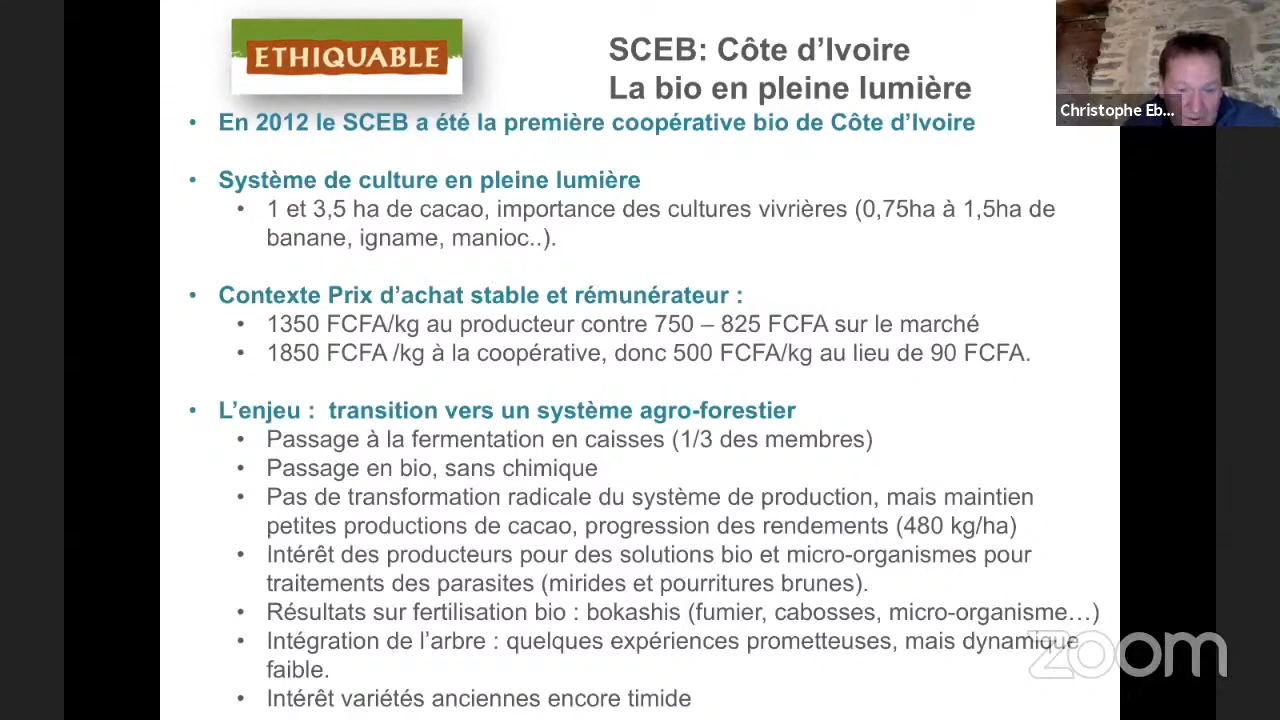 ETHIQUABLE
SCEB: Côte d’Ivoire
La bio en pleine lumière
Christophe Eb...
• En 2012 le SCEB a été la première coopérative bio de Côte d’Ivoire
• Système de culture en pleine lumière
• 1 et 3,5 ha de cacao, importance des cultures vivrières (0,75ha à 1,5ha de
banane, igname, manioc..).
• Contexte Prix d’achat stable et rémunérateur :
• 1350 FCFA/kg au producteur contre 750 – 825 FCFA sur le marché
• 1850 FCFA /kg à la coopérative, donc 500 FCFA/kg au lieu de 90 FCFA.
• L’enjeu : transition vers un système agro-forestier
• Passage à la fermentation en caisses (1/3 des membres)
• Passage en bio, sans chimique
• Pas de transformation radicale du système de production, mais maintien
petites productions de cacao, progression des rendements (480 kg/ha)
• Intérêt des producteurs pour des solutions bio et micro-organismes pour
traitements des parasites (mirides et pourritures brunes).
• Résultats sur fertilisation bio : bokashis (fumier, cabosses, micro-organisme…)
• Intégration de l’arbre : quelques expériences prometteuses, mais dynamique
faible.
• Intérêt variétés anciennes encore timide
zoom